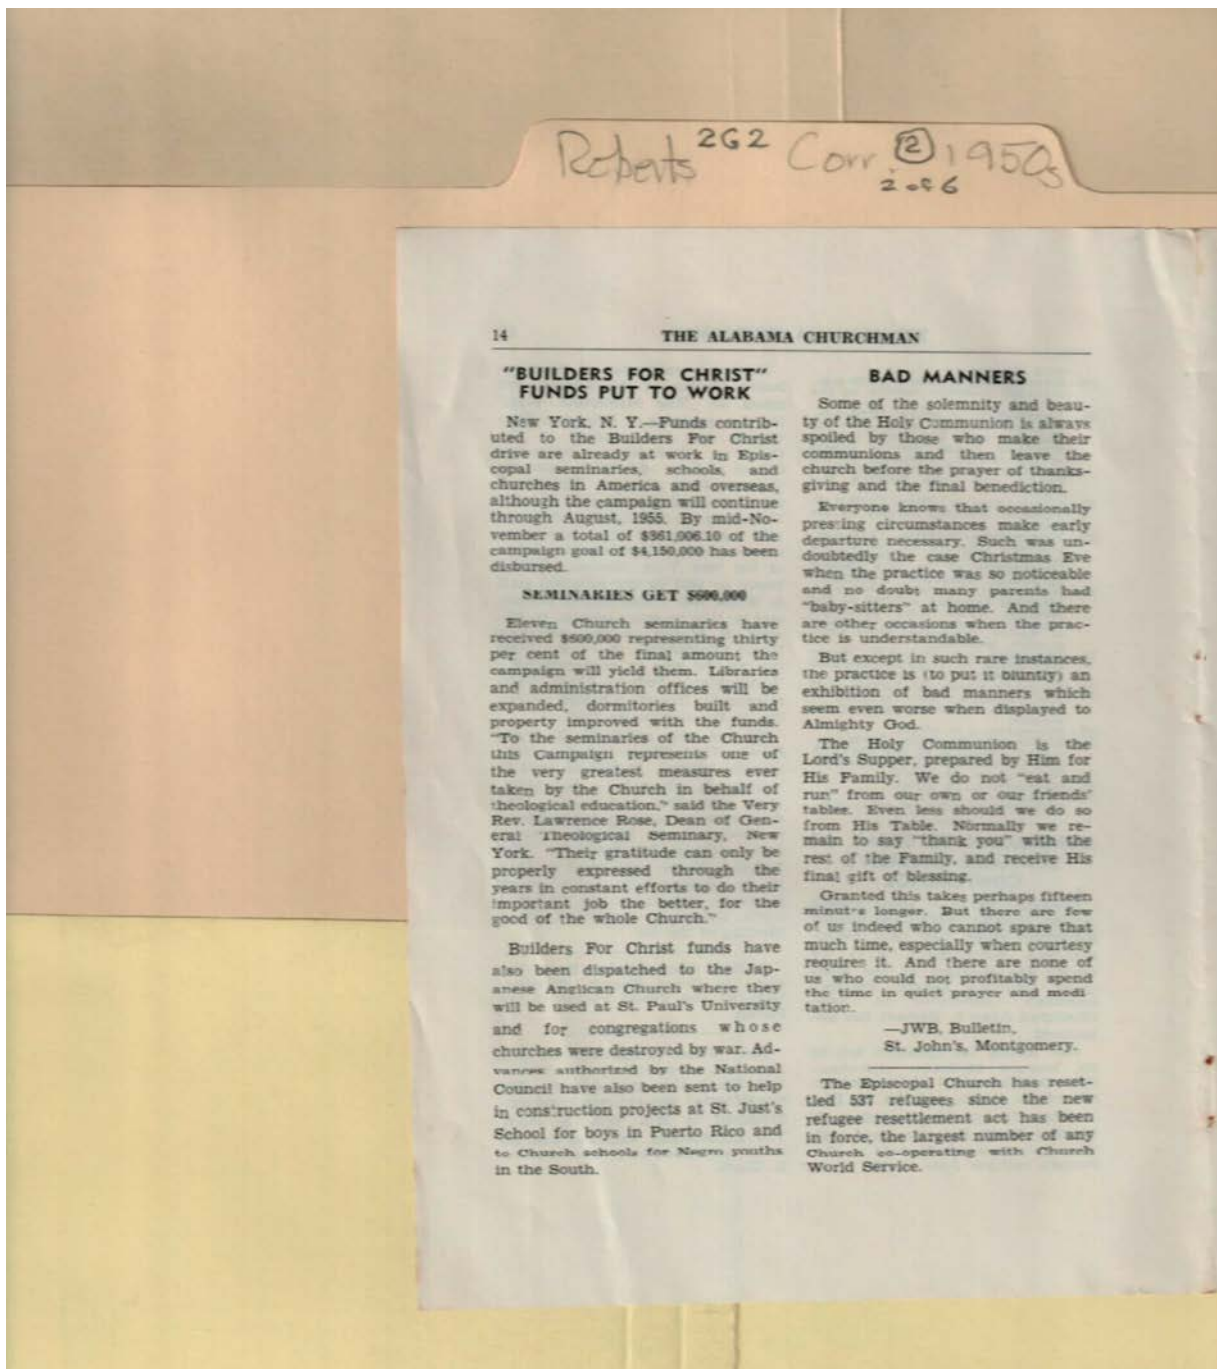 Roberts 2G2 Corr. 2 1950s
2 of 6
14 THE ALABAMA CHURCHMAN
"BUILDERS FOR CHRIST"
FUNDS PUT TO WORK
New York, N. Y.—Funds contrib-
uted to the Builders For Christ
drive are already at work in Epis-
copal seminaries, schools, and
churches in America and overseas,
although the campaign will continue
through August, 1955. By mid-No-
vember a total of $361,006.10 of the
campaign goal of $4,150,000 has been
disbursed.
SEMINARIES GET $600,000
Eleven Church seminaries have
received $600,000 representing thirty
per cent of the final amount the
campaign will yield them. Libraries
and administration offices will be
expanded, dormitories built and
property improved with the funds.
"To the seminaries of the Church
this Campaign represents one of
the very greatest measures ever
taken by the Church in behalf of
theological education," said the Very
Rev. Lawrence Rose, Dean of Gen-
eral Theological Seminary, New
York. "Their gratitude can only be
properly expressed through the
years in constant efforts to do their
important job the better, for the
good of the whole Church."
Builders For Christ funds have
also been dispatched to the Jap-
anese Anglican Church where they
will be used at St. Paul's University
and for congregations whose
churches were destroyed by war. Ad-
vances authorized by the National
Council have also been sent to help
in construction projects at St. Just's
School for boys in Puerto Rico and
to Church schools for Negro youths
in the South.
BAD MANNERS
Some of the solemnity and beau-
ty of the Holy Communion is always
spoiled by those who make their
communions and then leave the
church before the prayer of thanks-
giving and the final benediction.
Everyone knows that occasionally
pressing circumstances make early
departure necessary. Such was un-
doubtedly the case Christmas Eve
when the practice was so noticeable
and no doubt many parents had
"baby-sitters" at home. And there
are other occasions when the prac-
tice is understandable.
But except in such rare instances,
the practice is (to put it bluntly) an
exhibition of bad manners which
seem even worse when displayed to
Almighty God.
The Holy Communion is the
Lord's Supper, prepared by Him for
His Family. We do not "eat and
run" from our own or our friends'
tables. Even less should we do so
from His Table. Normally we re-
main to say "thank you" with the
rest of the Family, and receive His
final gift of blessing.
Granted this takes perhaps fifteen
minutes longer. But there are few
of us indeed who cannot spare that
much time, especially when courtesy
requires it. And there are none of
us who could not profitably spend
the time in quiet prayer and medi-
tation.
—JWB, Bulletin,
St. John's, Montgomery.
The Episcopal Church has reset-
tled 537 refugees since the new
refugee resettlement act has been
in force, the largest number of any
Church co-operating with Church
World Service.